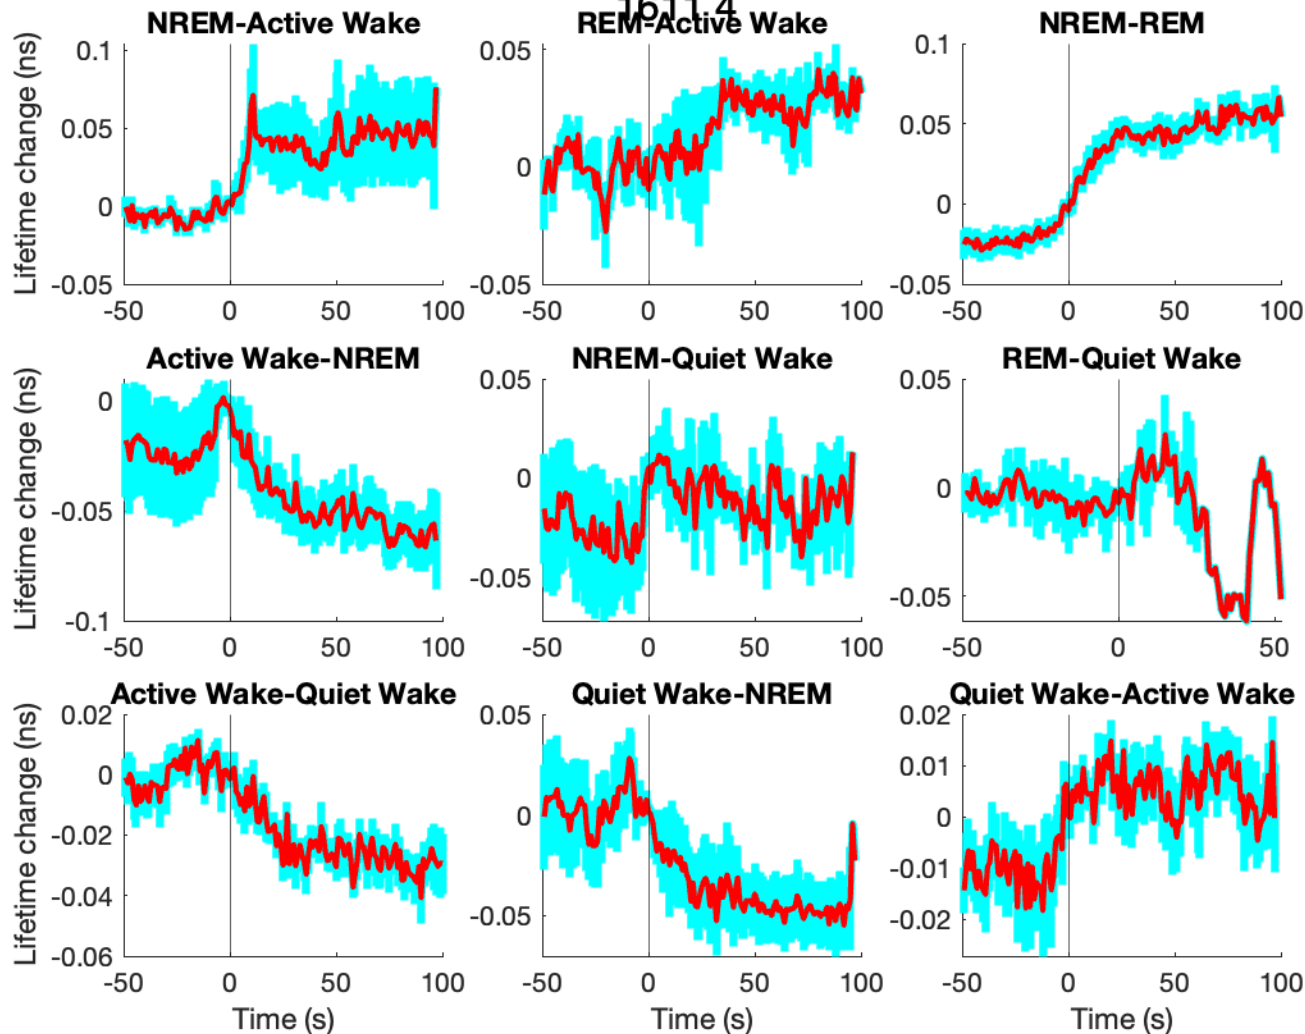 1611.4
NREM-Active Wake
REM-Active Wake
NREM-REM
Lifetime change (ns)
0.1
0.05
0
-0.05
-50 0 50 100
0.05
0
-0.05
-50 0 50 100
0.1
0.05
0
-0.05
-50 0 50 100
Active Wake-NREM
NREM-Quiet Wake
REM-Quiet Wake
Lifetime change (ns)
0
-0.05
-0.1
-50 0 50 100
0.05
0
-0.05
-50 0 50 100
0.05
0
-0.05
-50 0 50
Active Wake-Quiet Wake
Quiet Wake-NREM
Quiet Wake-Active Wake
Lifetime change (ns)
0.02
0
-0.02
-0.04
-0.06
-50 0 50 100
Time (s)
0.05
0
-0.05
-50 0 50 100
Time (s)
0.02
0.01
0
-0.01
-0.02
-50 0 50 100
Time (s)